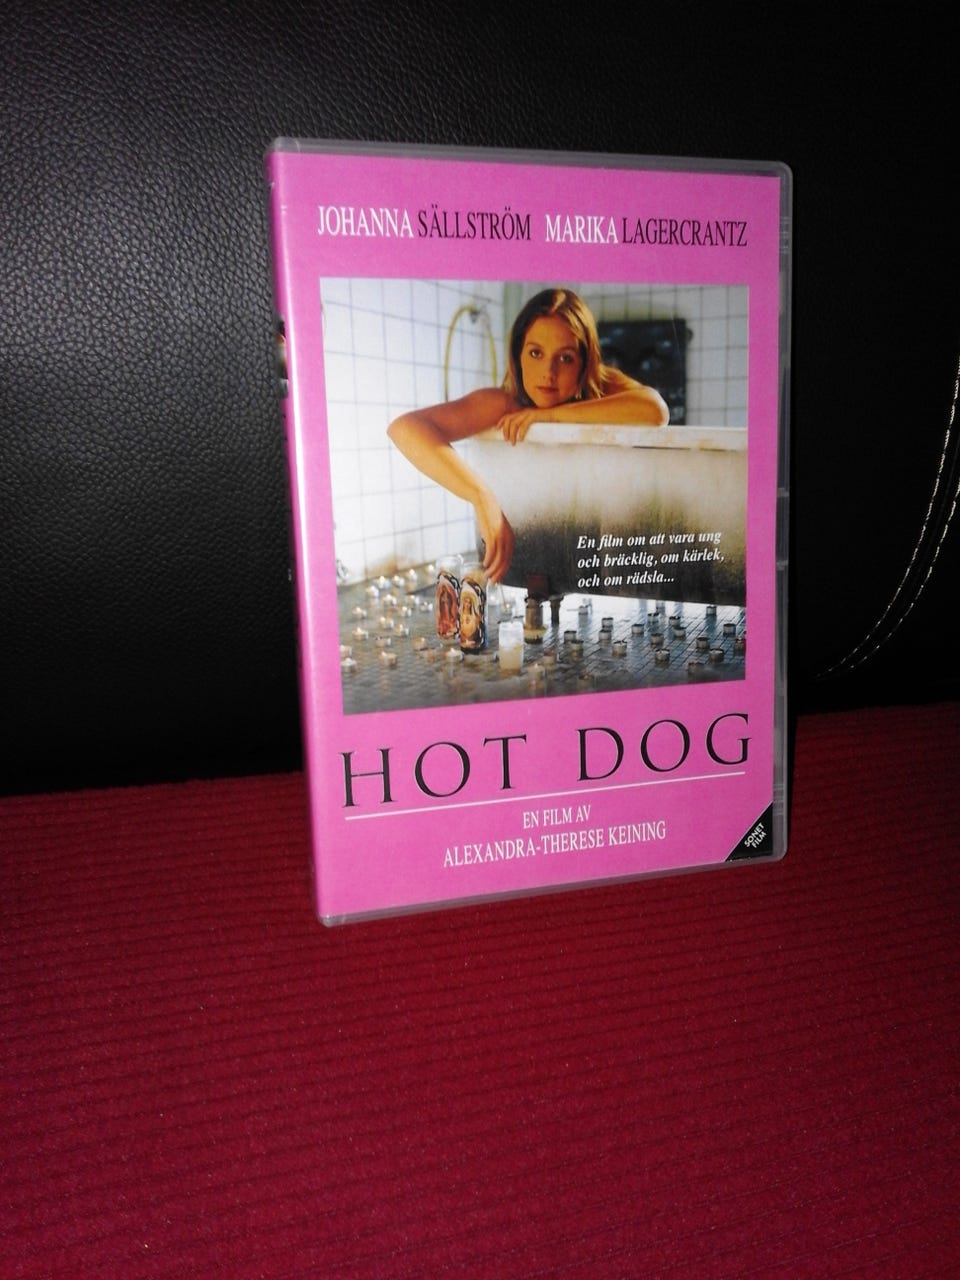 JOHANNA SÄLLSTRÖM MARIKA LAGERCRANTZ
En film om att vara ung
och bräcklig, om kärlek,
och om rädsla...
HOT DOG
EN FILM AV
ALEXANDRA-THERESE KEINING
SONET
FILM